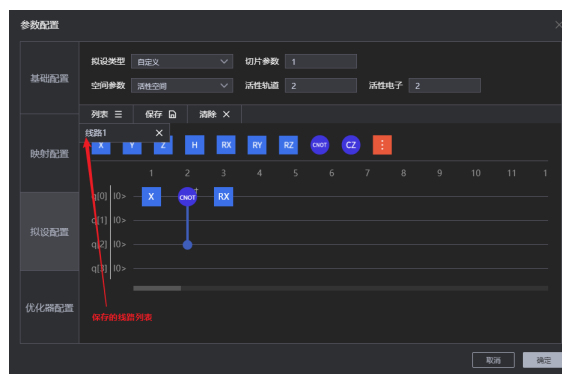 参数配置 ×
基础配置
映射配置
拟设配置
优化器配置
拟设类型 自定义 切片参数 1
空间参数 活性空间 活性轨道 2 活性电子 2
列表 保存 清除 ×
线路1 ×
X Y Z H RX RY RZ CNOT CZ
1 2 3 4 5 6 7 8 9 10 11 1
q[0] |0> X CNOT RX
q[1] |0>
q[2] |0>
q[3] |0>
保存的线路列表
取消 确定